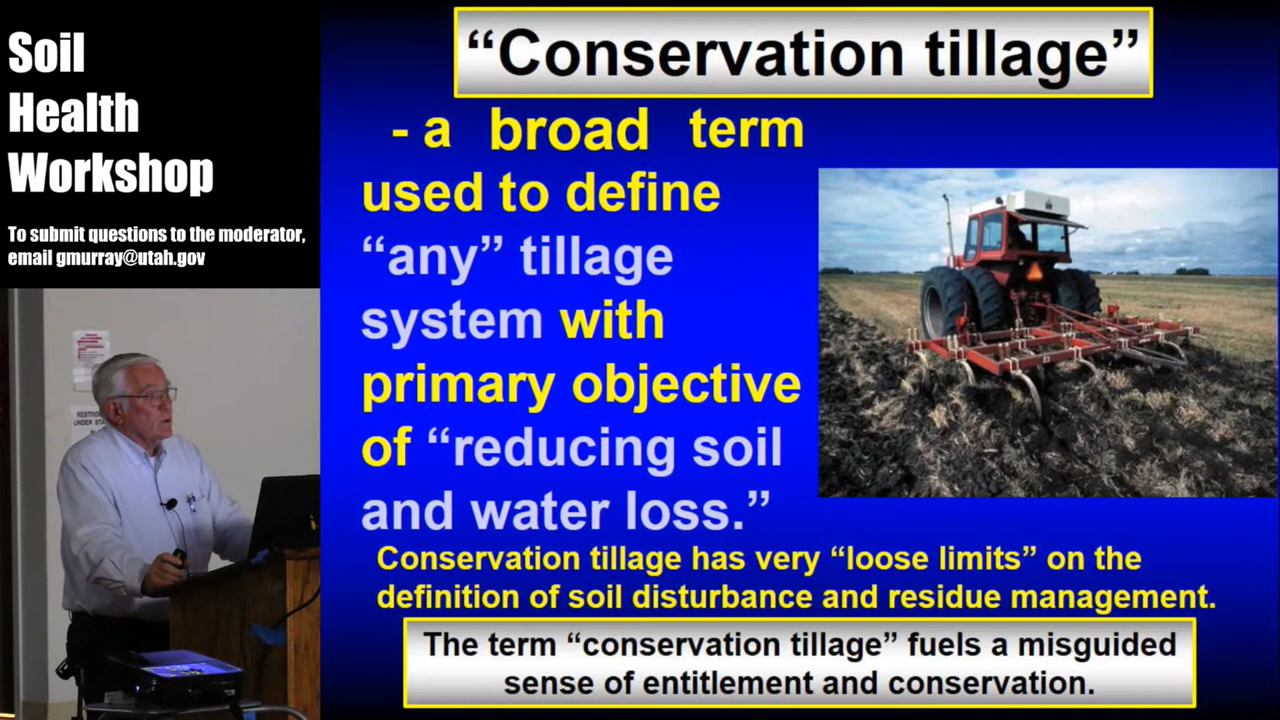 Soil
Health
Workshop
To submit questions to the moderator,
email gmurray@utah.gov
“Conservation tillage”
- a broad term
used to define
“any” tillage
system with
primary objective
of “reducing soil
and water loss.”
Conservation tillage has very “loose limits” on the
definition of soil disturbance and residue management.
The term “conservation tillage” fuels a misguided
sense of entitlement and conservation.
UNDER STA